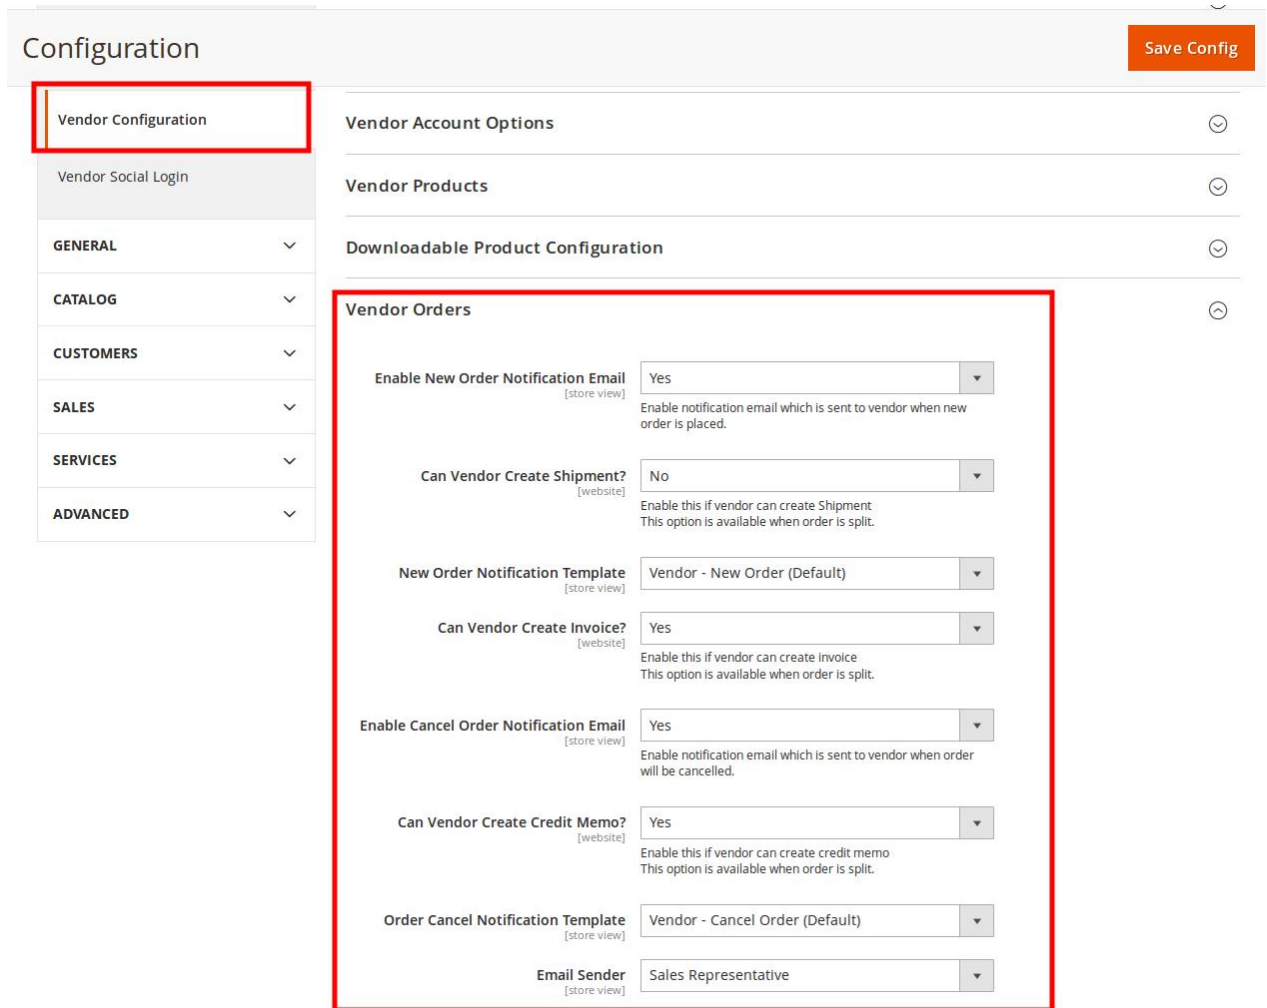 Configuration
Save Config
Vendor Configuration
Vendor Social Login
GENERAL
CATALOG
CUSTOMERS
SALES
SERVICES
ADVANCED
Vendor Account Options
Vendor Products
Downloadable Product Configuration
Vendor Orders
Enable New Order Notification Email
[store view]
Yes
Enable notification email which is sent to vendor when new
order is placed.
Can Vendor Create Shipment?
[website]
No
Enable this if vendor can create Shipment
This option is available when order is split.
New Order Notification Template
[store view]
Vendor - New Order (Default)
Can Vendor Create Invoice?
[website]
Yes
Enable this if vendor can create invoice
This option is available when order is split.
Enable Cancel Order Notification Email
[store view]
Yes
Enable notification email which is sent to vendor when order
will be cancelled.
Can Vendor Create Credit Memo?
[website]
Yes
Enable this if vendor can create credit memo
This option is available when order is split.
Order Cancel Notification Template
[store view]
Vendor - Cancel Order (Default)
Email Sender
[store view]
Sales Representative